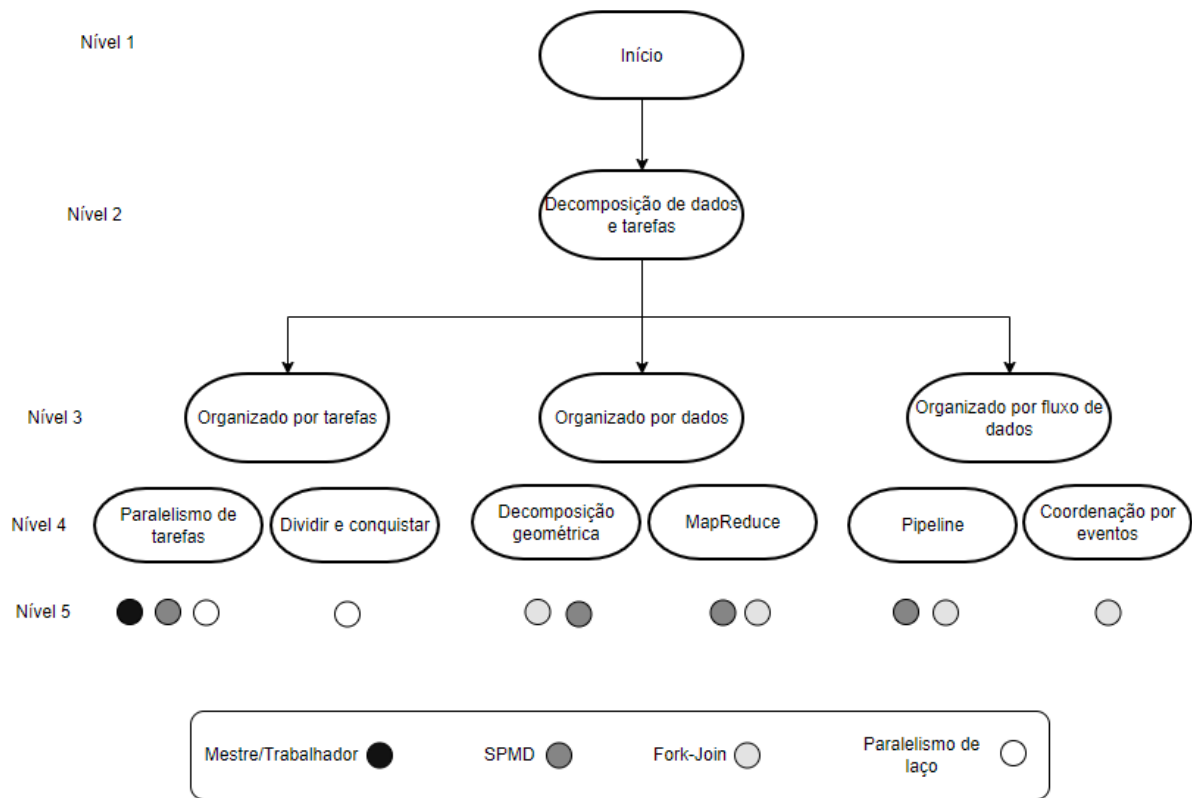 Nível 1
Início
Nível 2
Decomposição de dados
e tarefas
Nível 3
Organizado por tarefas
Organizado por dados
Organizado por fluxo de
dados
Nível 4
Paralelismo de
tarefas
Dividir e conquistar
Decomposição
geométrica
MapReduce
Pipeline
Coordenação por
eventos
Nível 5
Mestre/Trabalhador
SPMD
Fork-Join
Paralelismo de
laço